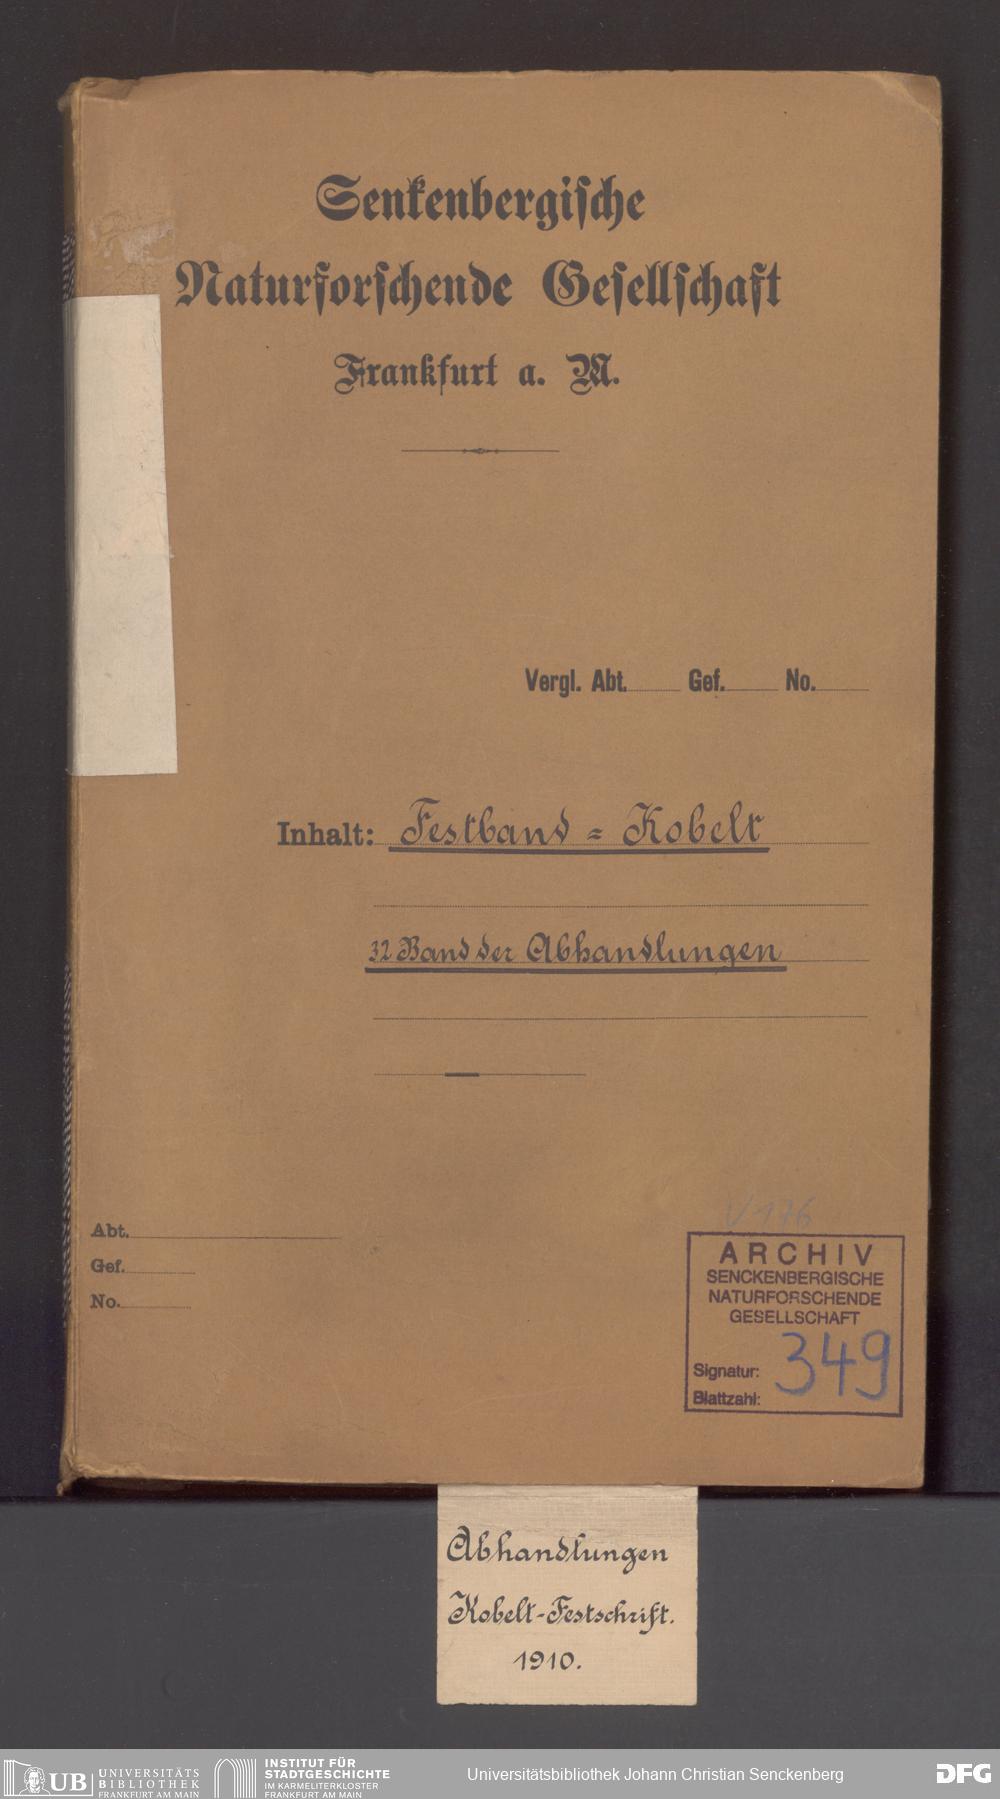 Senkenbergische
Naturforschende Gesellschaft
Frankfurt a. M.
Vergl. Abt. Gef. No.
Inhalt: Festband = Kobelt
32 Band der Abhandlungen
Abt.
Gef.
No.
V 176
ARCHIV
SENCKENBERGISCHE
NATURFORSCHENDE
GESELLSCHAFT
Signatur: 349
Blattzahl:
Abhandlungen
Kobelt-Festschrift.
1910.
UB UNIVERSITÄTS
BIBLIOTHEK
FRANKFURT AM MAIN
INSTITUT FÜR
STADTGESCHICHTE
IM KARMELITERKLOSTER
FRANKFURT AM MAIN
Universitätsbibliothek Johann Christian Senckenberg
DFG